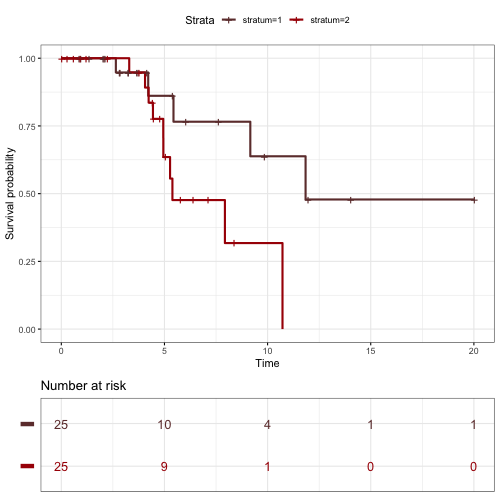 Strata stratum=1 stratum=2
Survival probability
1.00
0.75
0.50
0.25
0.00
0 5 10 15 20
Time
Number at risk
25 10 4 1 1
25 9 1 0 0